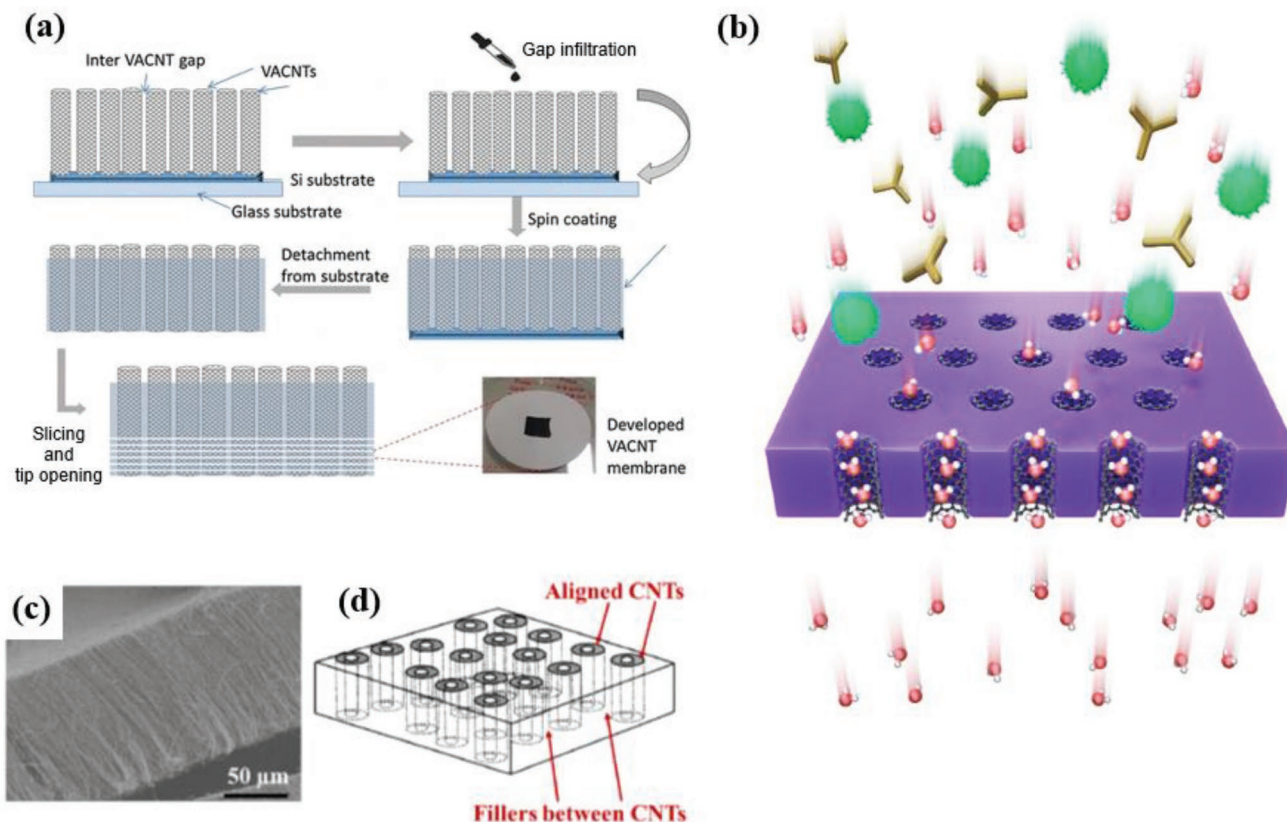 (a)
Inter VACNT gap
VACNTs
Gap infiltration
Si substrate
Glass substrate
Spin coating
Detachment
from substrate
Slicing
and
tip opening
Developed
VACNT
membrane
(b)
(c)
50 µm
(d)
Aligned CNTs
Fillers between CNTs